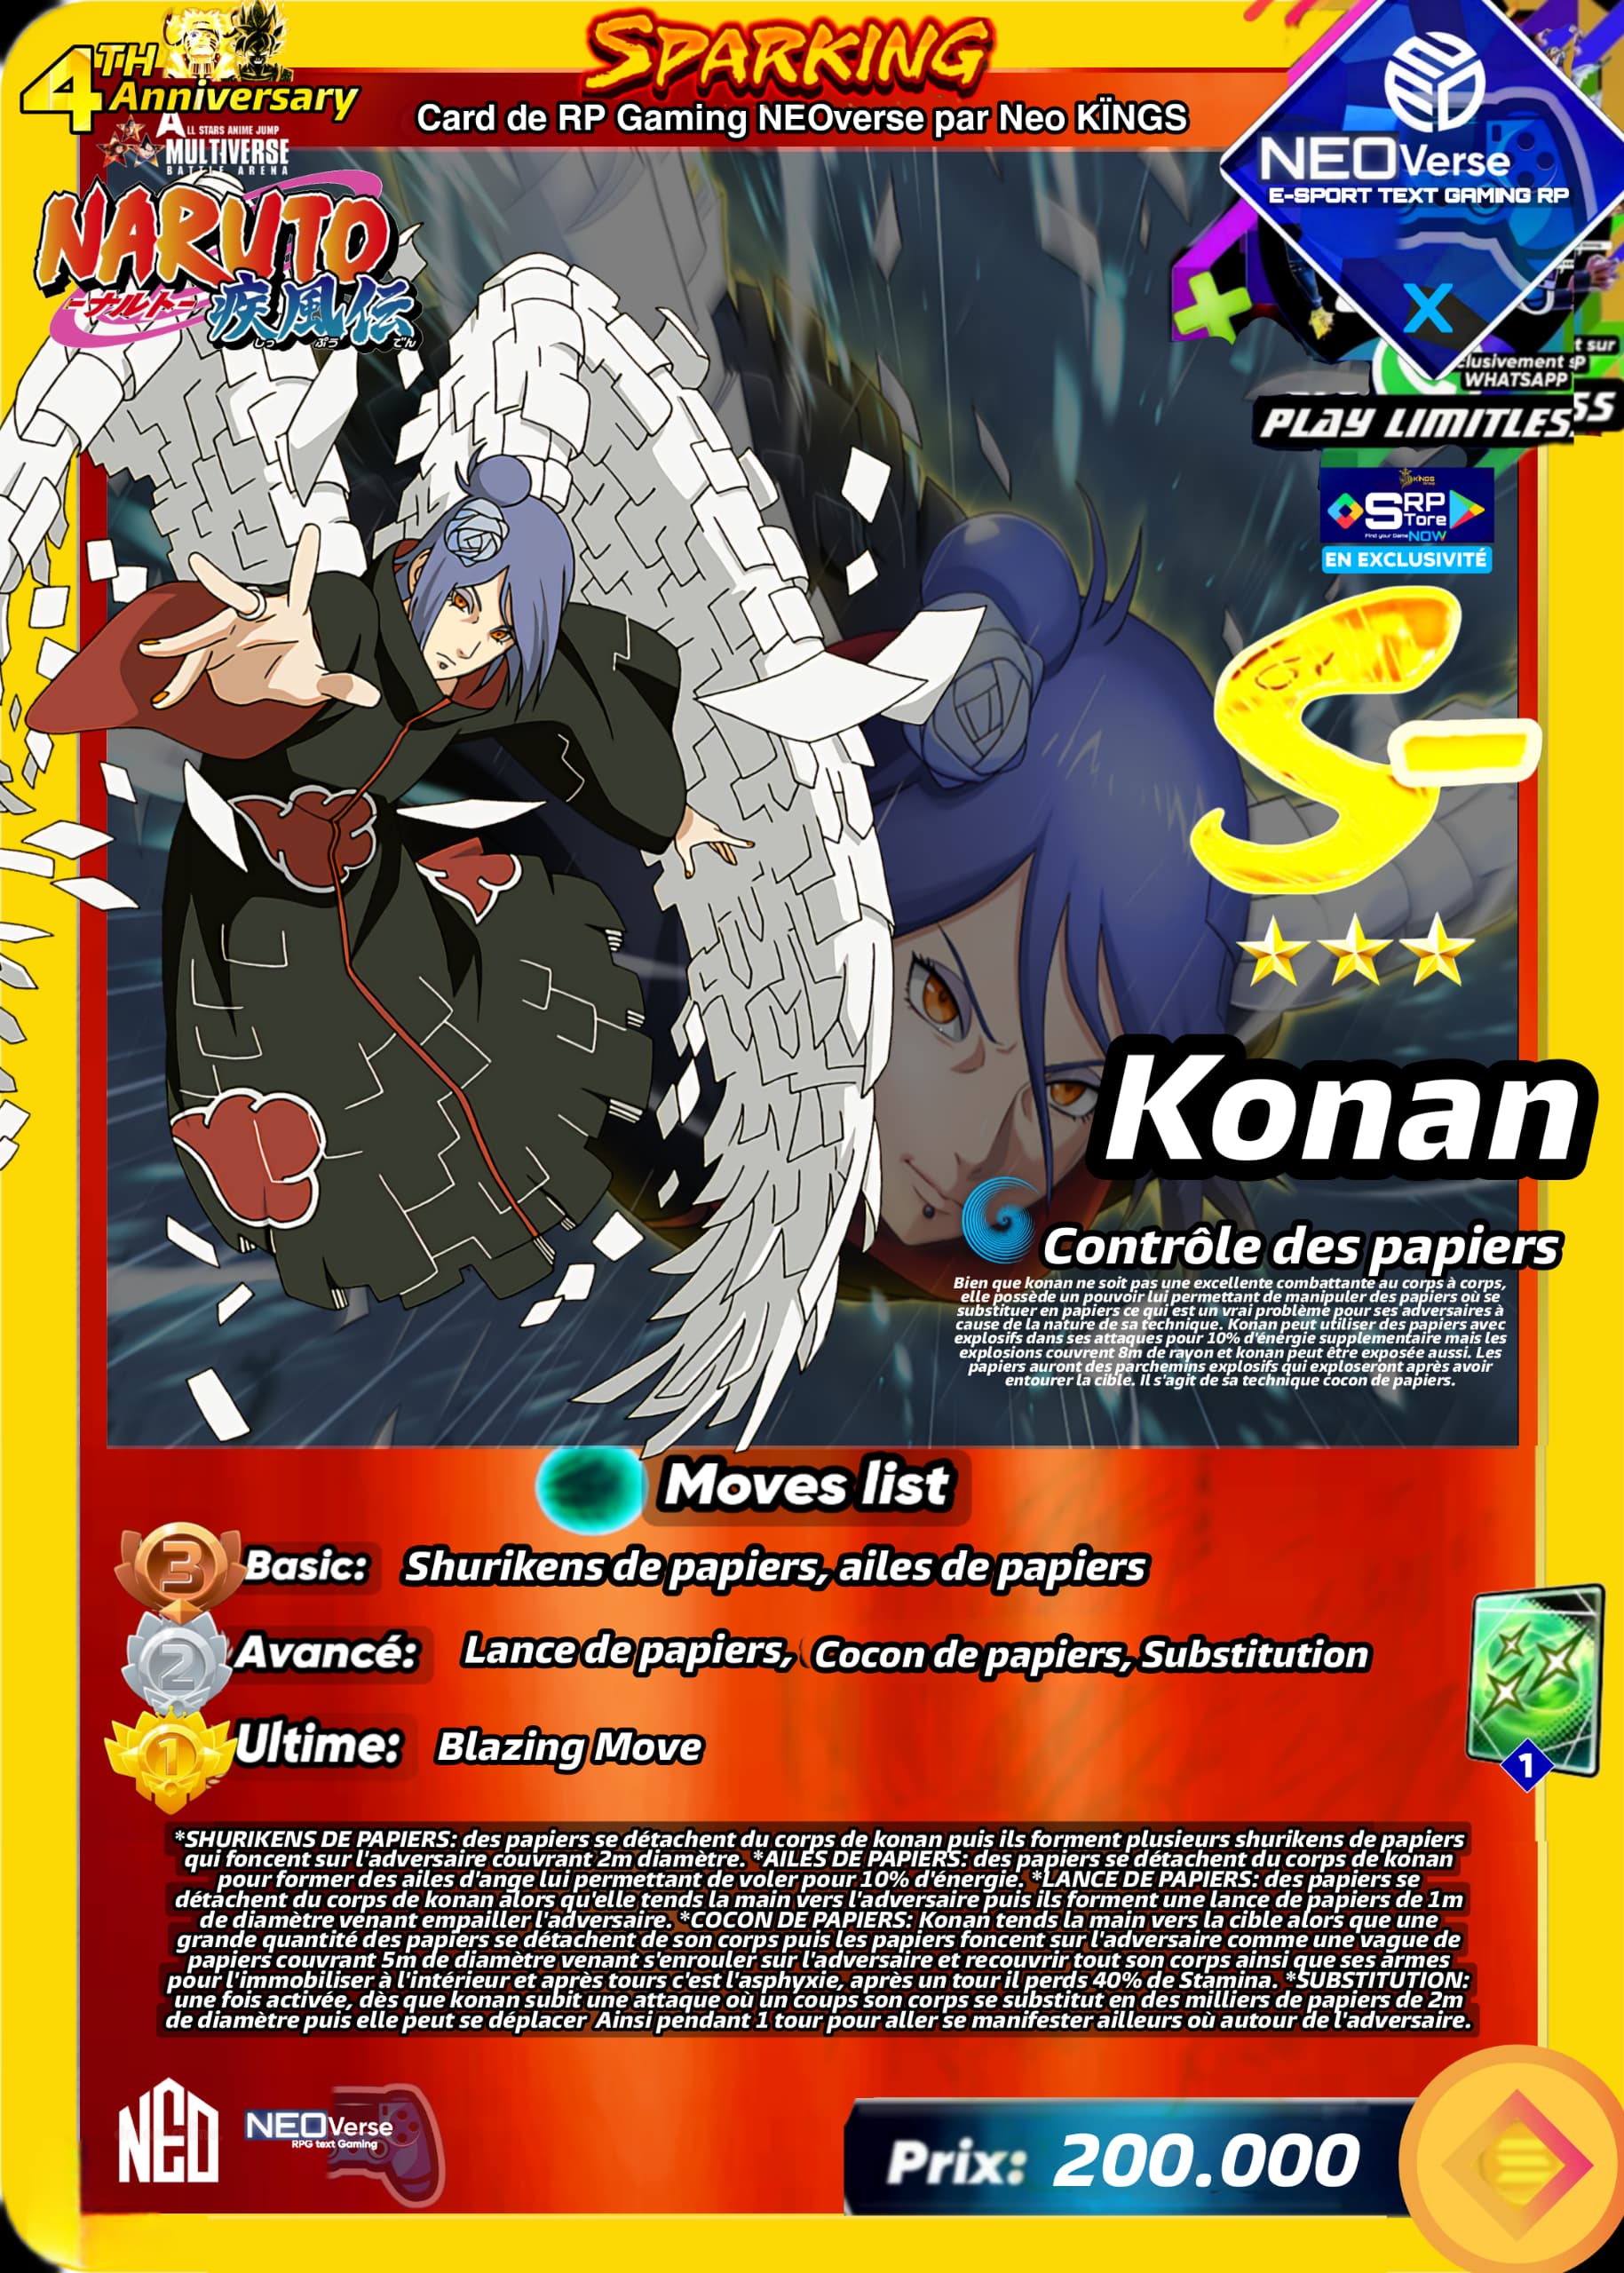 4TH
Anniversary
SPARKING
Card de RP Gaming NEOverse par Neo KÏNGS
ALL STARS ANIME JUMP
MULTIVERSE
BATTLE ARENA
NARUTO
-ナルト- 疾風伝
しっ ぷう でん
NEOVerse
E-SPORT TEXT GAMING RP
X
t sur
clusivement sp
WHATSAPP
PLAY LIMITLESS
SS
KINGS
SRP
Tore
Find your Game NOW
EN EXCLUSIVITÉ
S-
Konan
Contrôle des papiers
Bien que konan ne soit pas une excellente combattante au corps à corps,
elle possède un pouvoir lui permettant de manipuler des papiers où se
substituer en papiers ce qui est un vrai problème pour ses adversaires à
cause de la nature de sa technique. Konan peut utiliser des papiers avec
explosifs dans ses attaques pour 10% d'énergie supplementaire mais les
explosions couvrent 8m de rayon et konan peut être exposée aussi. Les
papiers auront des parchemins explosifs qui exploseront après avoir
entourer la cible. Il s'agit de sa technique cocon de papiers.
Moves list
3 Basic: Shurikens de papiers, ailes de papiers
2 Avancé: Lance de papiers, Cocon de papiers, Substitution
1 Ultime: Blazing Move
1
*SHURIKENS DE PAPIERS: des papiers se détachent du corps de konan puis ils forment plusieurs shurikens de papiers
qui foncent sur l'adversaire couvrant 2m diamètre. *AILES DE PAPIERS: des papiers se détachent du corps de konan
pour former des ailes d'ange lui permettant de voler pour 10% d'énergie. *LANCE DE PAPIERS: des papiers se
détachent du corps de konan alors qu'elle tends la main vers l'adversaire puis ils forment une lance de papiers de 1m
de diamètre venant empailler l'adversaire. *COCON DE PAPIERS: Konan tends la main vers la cible alors que une
grande quantité des papiers se détachent de son corps puis les papiers foncent sur l'adversaire comme une vague de
papiers couvrant 5m de diamètre venant s'enrouler sur l'adversaire et recouvrir tout son corps ainsi que ses armes
pour l'immobiliser à l'intérieur et après tours c'est l'asphyxie, après un tour il perds 40% de Stamina. *SUBSTITUTION:
une fois activée, dès que konan subit une attaque où un coups son corps se substitut en des milliers de papiers de 2m
de diamètre puis elle peut se déplacer Ainsi pendant 1 tour pour aller se manifester ailleurs où autour de l'adversaire.
NEO
NEOVerse
RPG text Gaming
Prix: 200.000